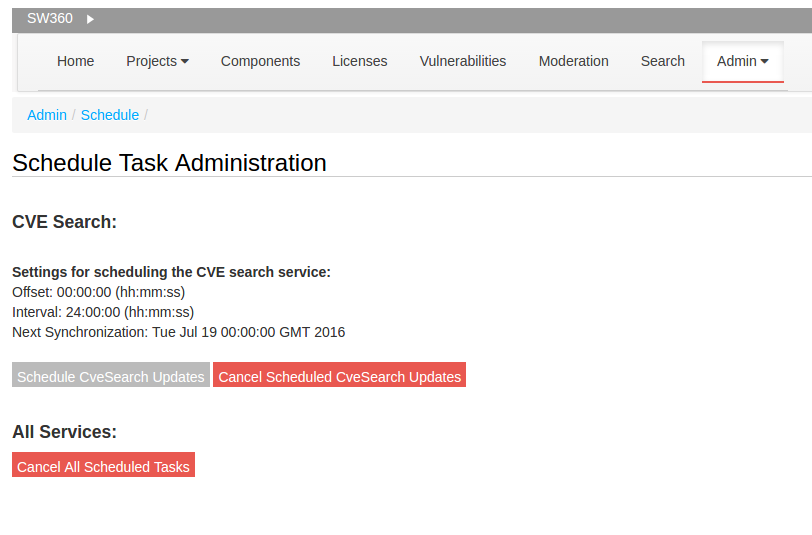 SW360
Home Projects Components Licenses Vulnerabilities Moderation Search Admin
Admin / Schedule /
Schedule Task Administration
CVE Search:
Settings for scheduling the CVE search service:
Offset: 00:00:00 (hh:mm:ss)
Interval: 24:00:00 (hh:mm:ss)
Next Synchronization: Tue Jul 19 00:00:00 GMT 2016
Schedule CveSearch Updates Cancel Scheduled CveSearch Updates
All Services:
Cancel All Scheduled Tasks